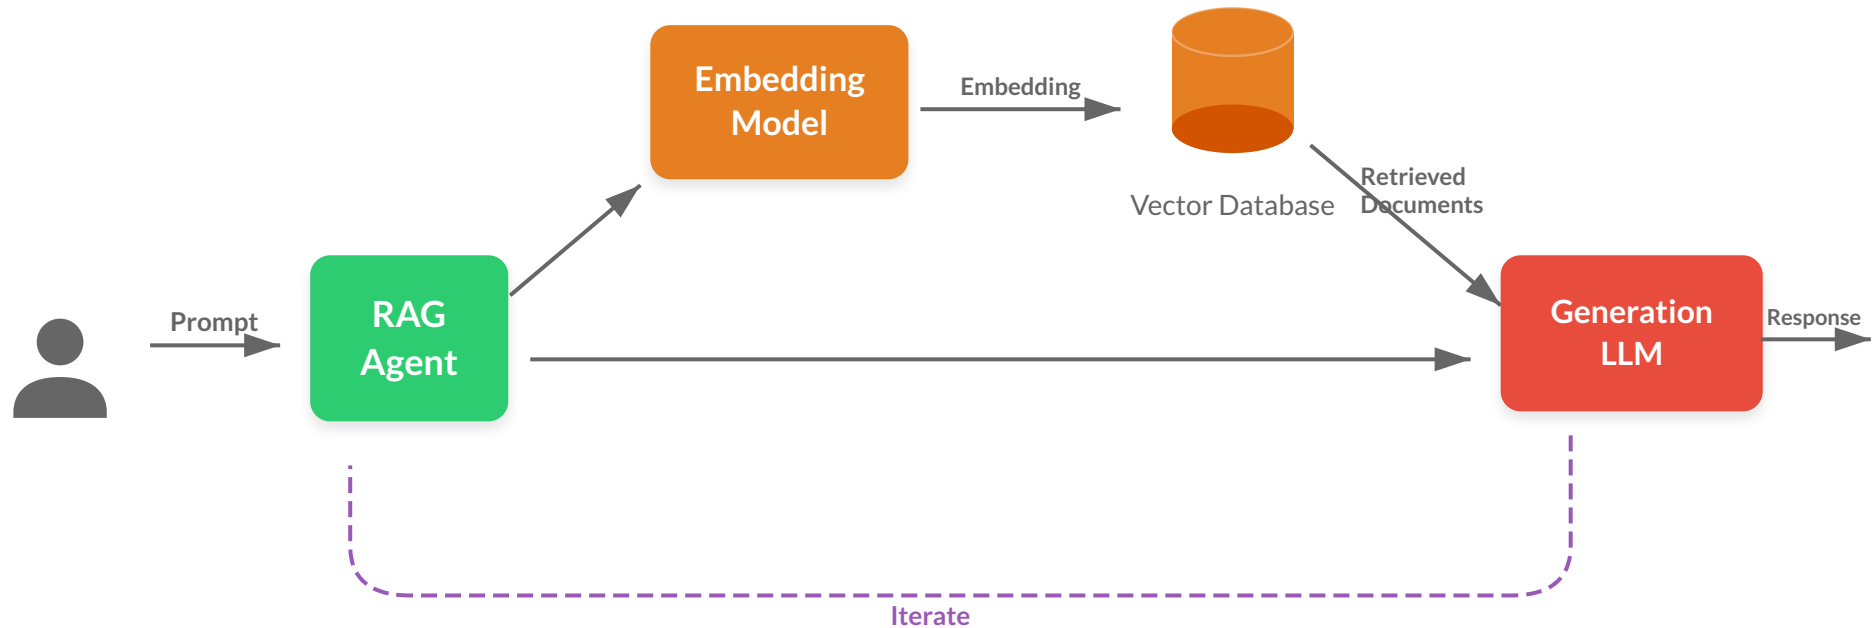 Embedding
Model
Embedding
Vector Database
Retrieved
Documents
Prompt
RAG
Agent
Generation
LLM
Response
Iterate